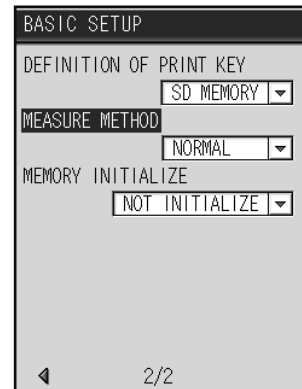 BASIC SETUP
DEFINITION OF PRINT KEY
SD MEMORY
MEASURE METHOD
NORMAL
MEMORY INITIALIZE
NOT INITIALIZE
2/2